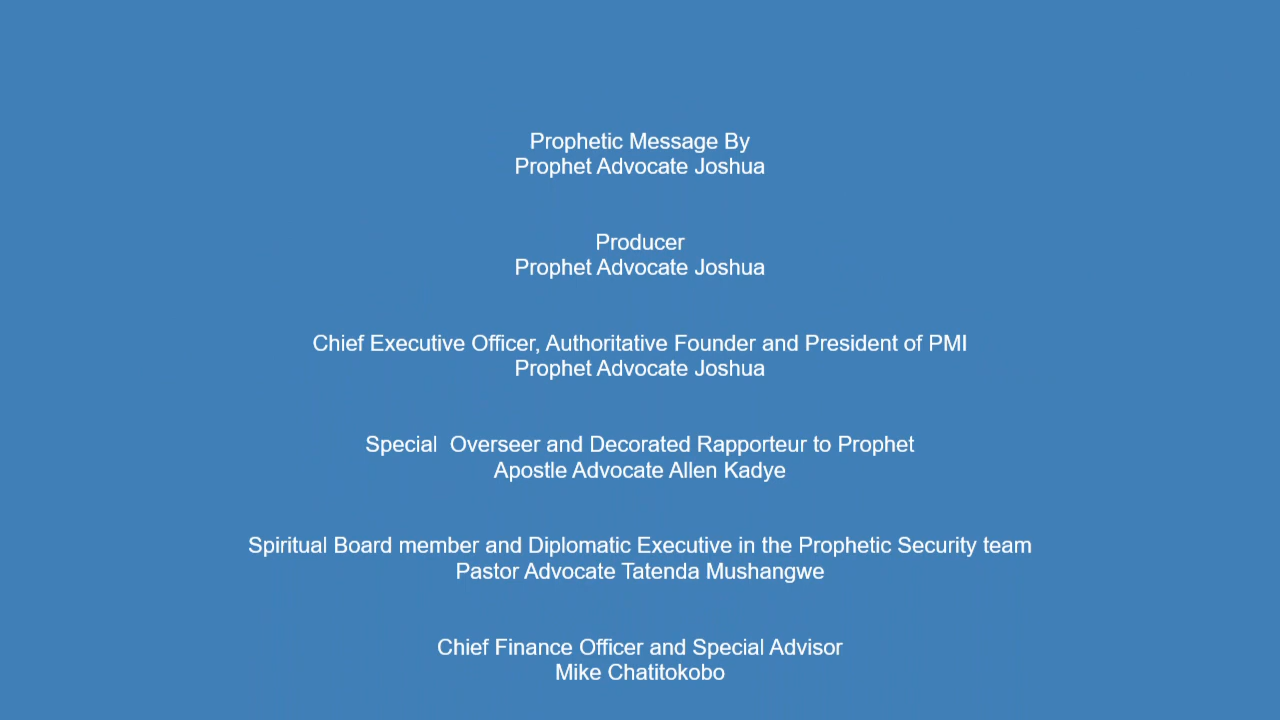 Prophetic Message By
Prophet Advocate Joshua
Producer
Prophet Advocate Joshua
Chief Executive Officer, Authoritative Founder and President of PMI
Prophet Advocate Joshua
Special  Overseer and Decorated Rapporteur to Prophet
Apostle Advocate Allen Kadye
Spiritual Board member and Diplomatic Executive in the Prophetic Security team
Pastor Advocate Tatenda Mushangwe
Chief Finance Officer and Special Advisor
Mike Chatitokobo